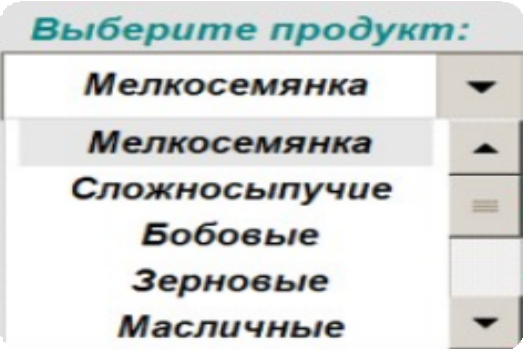 Выберите продукт:
Мелкосемянка
Мелкосемянка
Сложносыпучие
Бобовые
Зерновые
Масличные